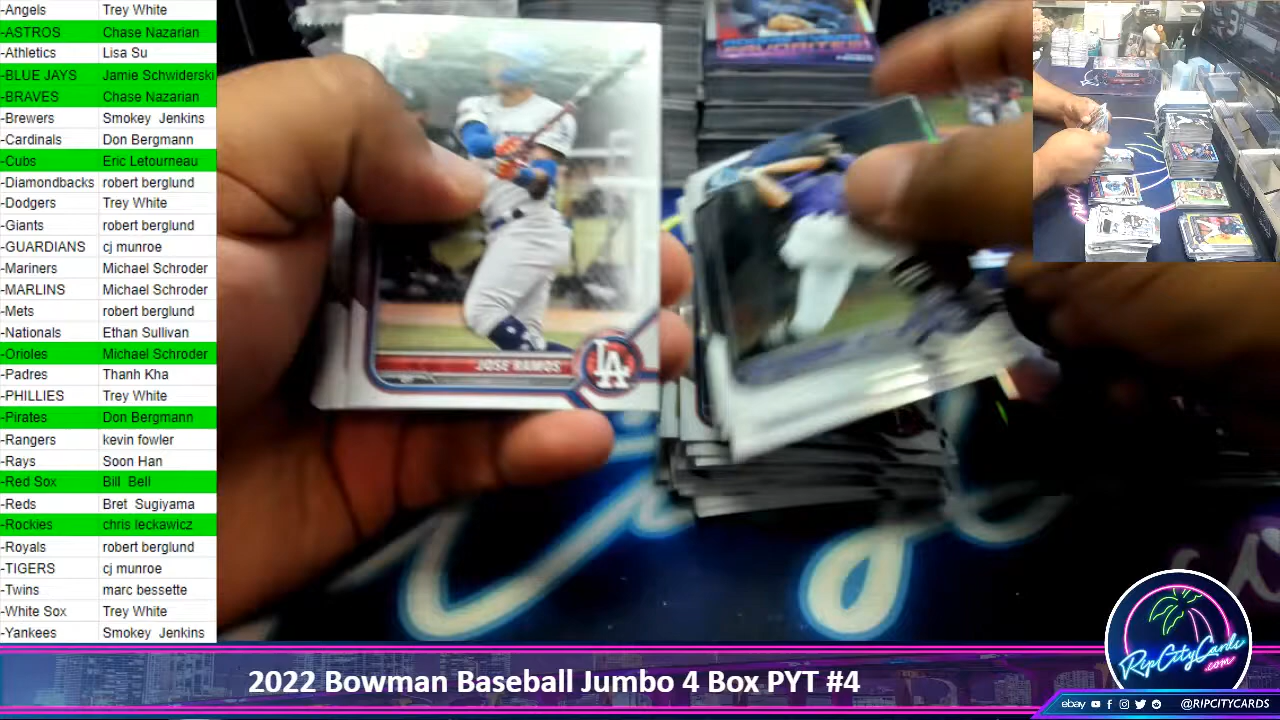 -Angels Trey White
-ASTROS Chase Nazarian
-Athletics Lisa Su
-BLUE JAYS Jamie Schwiderski
-BRAVES Chase Nazarian
-Brewers Smokey Jenkins
-Cardinals Don Bergmann
-Cubs Eric Letourneau
-Diamondbacks robert berglund
-Dodgers Trey White
-Giants robert berglund
-GUARDIANS cj munroe
-Mariners Michael Schroder
-MARLINS Michael Schroder
-Mets robert berglund
-Nationals Ethan Sullivan
-Orioles Michael Schroder
-Padres Thanh Kha
-PHILLIES Trey White
-Pirates Don Bergmann
-Rangers kevin fowler
-Rays Soon Han
-Red Sox Bill Bell
-Reds Bret Sugiyama
-Rockies chris leckawicz
-Royals robert berglund
-TIGERS cj munroe
-Twins marc bessette
-White Sox Trey White
-Yankees Smokey Jenkins
JOSE RAMOS
LA
2022 Bowman Baseball Jumbo 4 Box PYT #4
RipCityCards
.com
ebay @RIPCITYCARDS